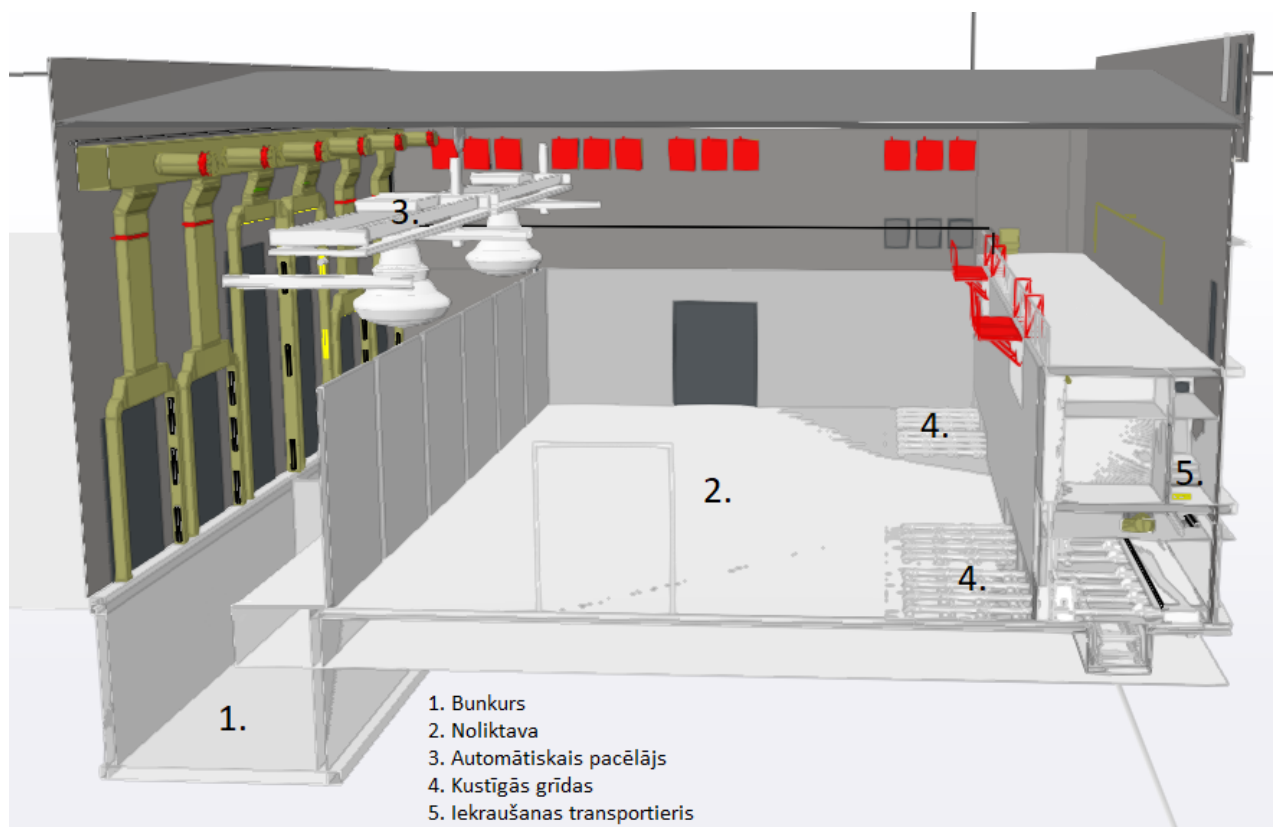 3.
4.
5.
2.
4.
1.
1. Bunkurs
2. Noliktava
3. Automātiskais pacēlājs
4. Kustīgās grīdas
5. Iekraušanas transportieris